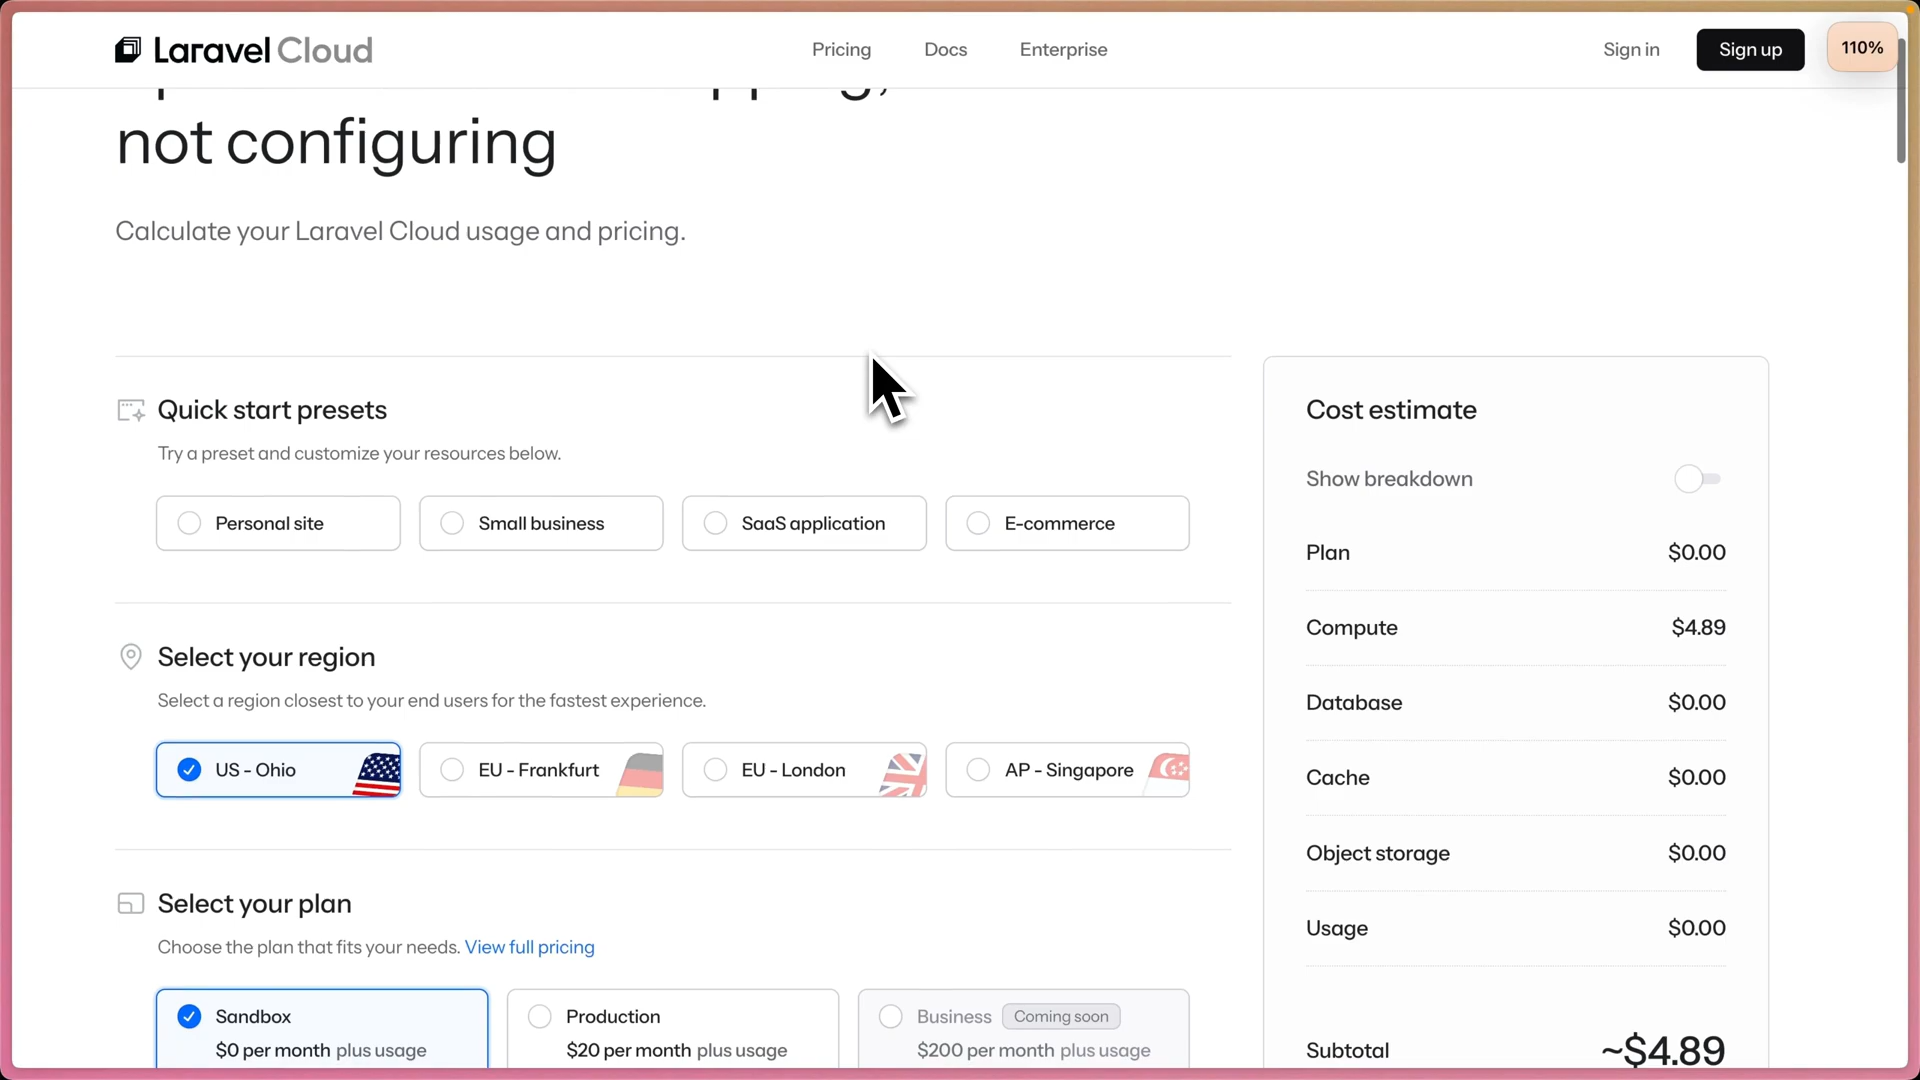 Laravel Cloud
Pricing
Docs
Enterprise
Sign in
Sign up
110%
not configuring
Calculate your Laravel Cloud usage and pricing.
Quick start presets
Try a preset and customize your resources below.
Personal site
Small business
SaaS application
E-commerce
Select your region
Select a region closest to your end users for the fastest experience.
US - Ohio
EU - Frankfurt
EU - London
AP - Singapore
Select your plan
Choose the plan that fits your needs. View full pricing
Sandbox
$0 per month plus usage
Production
$20 per month plus usage
Business Coming soon
$200 per month plus usage
Cost estimate
Show breakdown
Plan $0.00
Compute $4.89
Database $0.00
Cache $0.00
Object storage $0.00
Usage $0.00
Subtotal ~$4.89